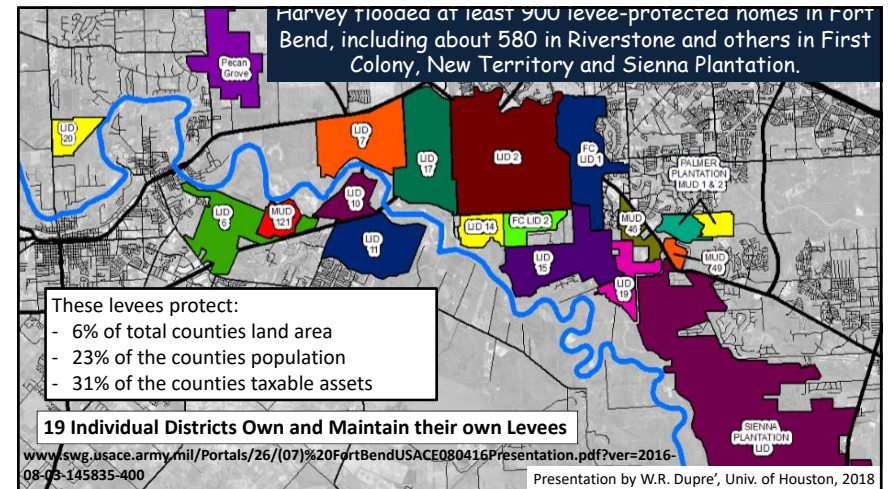 Harvey flooded at least 900 levee-protected homes in Fort
Bend, including about 580 in Riverstone and others in First
Colony, New Territory and Sienna Plantation.
Pecan
Grove
LID
20
LID
7
LID
17
LID 2
FC
LID 1
PALMER
PLANTATION
MUD 1 & 2
LID
6
MUD
121
LID
10
LID
11
LID 14
FC LID 2
MUD
46
LID
15
MUD
49
LID
19
These levees protect:
- 6% of total counties land area
- 23% of the counties population
- 31% of the counties taxable assets
19 Individual Districts Own and Maintain their own Levees
SIENNA
PLANTATION
LID
www.swg.usace.army.mil/Portals/26/(07)%20FortBendUSACE080416Presentation.pdf?ver=2016-
08-03-145835-400
Presentation by W.R. Dupre’, Univ. of Houston, 2018